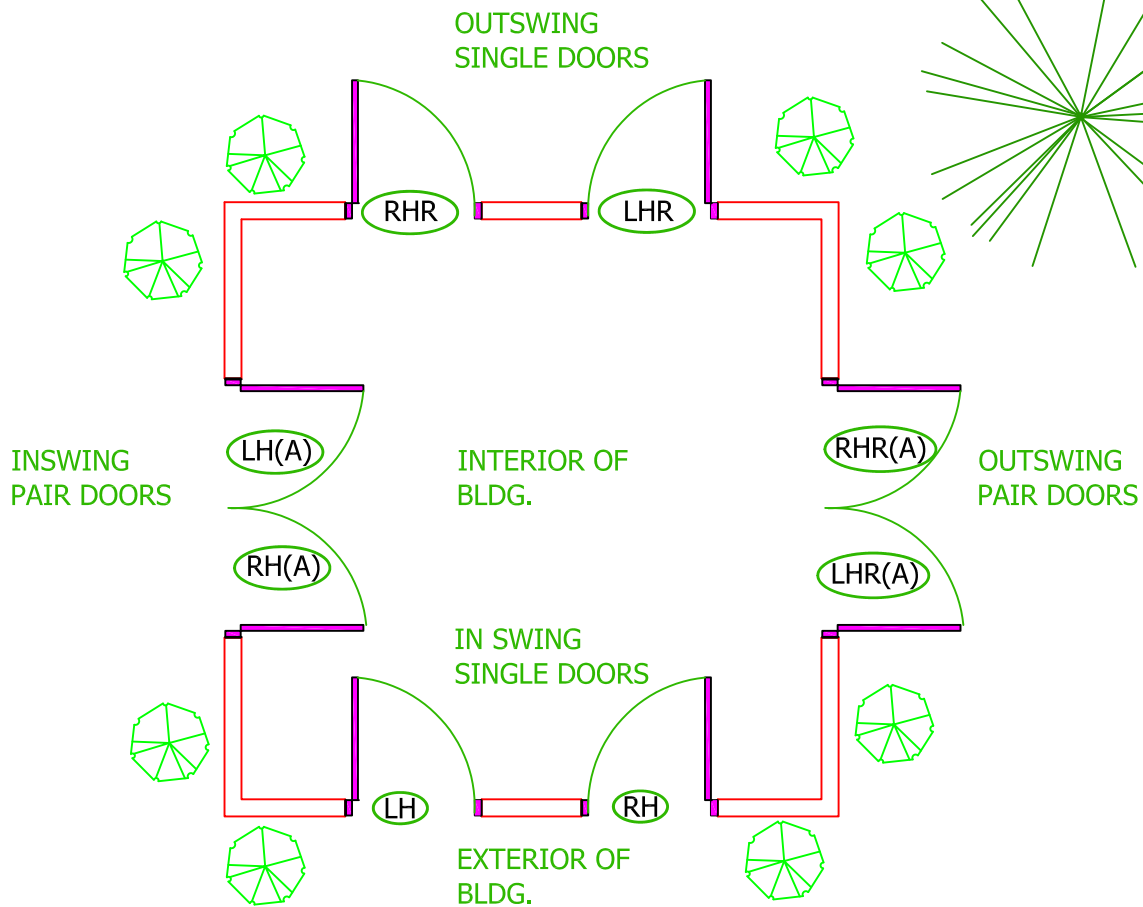 OUTSWING
SINGLE DOORS
RHR
LHR
LH(A)
RHR(A)
INSWING
PAIR DOORS
INTERIOR OF
BLDG.
OUTSWING
PAIR DOORS
RH(A)
LHR(A)
IN SWING
SINGLE DOORS
LH
RH
EXTERIOR OF
BLDG.